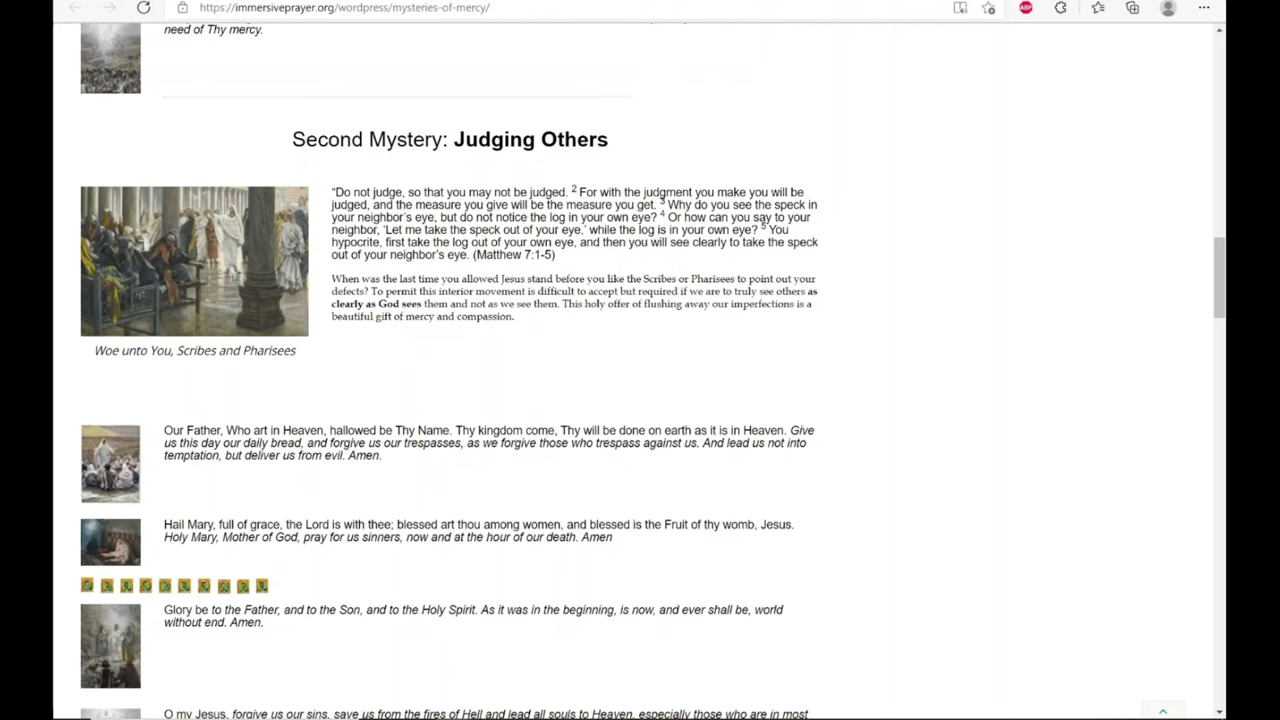 https://immersiveprayer.org/wordpress/mysteries-of-mercy/
ABP
need of Thy mercy.
Second Mystery: Judging Others
“Do not judge, so that you may not be judged. 2 For with the judgment you make you will be
judged, and the measure you give will be the measure you get. 3 Why do you see the speck in
your neighbor’s eye, but do not notice the log in your own eye? 4 Or how can you say to your
neighbor, ‘Let me take the speck out of your eye,’ while the log is in your own eye? 5 You
hypocrite, first take the log out of your own eye, and then you will see clearly to take the speck
out of your neighbor’s eye. (Matthew 7:1-5)
When was the last time you allowed Jesus stand before you like the Scribes or Pharisees to point out your
defects? To permit this interior movement is difficult to accept but required if we are to truly see others as
clearly as God sees them and not as we see them. This holy offer of flushing away our imperfections is a
beautiful gift of mercy and compassion.
Woe unto You, Scribes and Pharisees
Our Father, Who art in Heaven, hallowed be Thy Name. Thy kingdom come, Thy will be done on earth as it is in Heaven. Give
us this day our daily bread, and forgive us our trespasses, as we forgive those who trespass against us. And lead us not into
temptation, but deliver us from evil. Amen.
Hail Mary, full of grace, the Lord is with thee; blessed art thou among women, and blessed is the Fruit of thy womb, Jesus.
Holy Mary, Mother of God, pray for us sinners, now and at the hour of our death. Amen
Glory be to the Father, and to the Son, and to the Holy Spirit. As it was in the beginning, is now, and ever shall be, world
without end. Amen.
O my Jesus, forgive us our sins, save us from the fires of Hell and lead all souls to Heaven, especially those who are in most